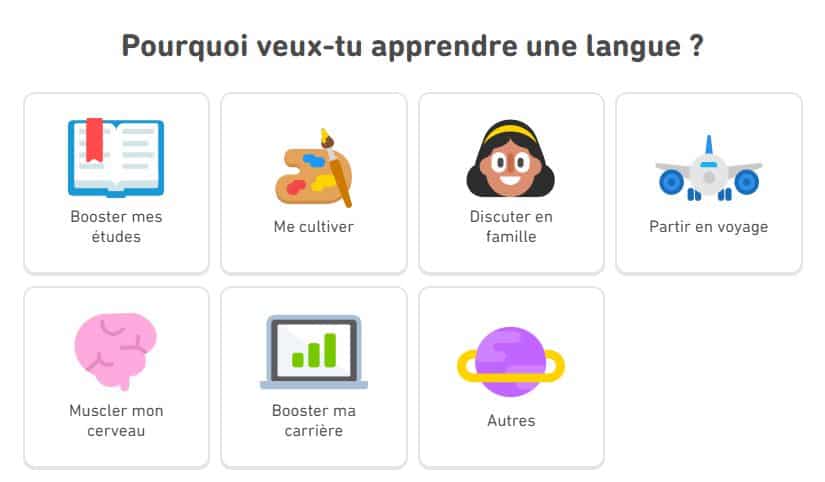 Pourquoi veux-tu apprendre une langue ?
Booster mes
études
Me cultiver
Discuter en
famille
Partir en voyage
Muscler mon
cerveau
Booster ma
carrière
Autres